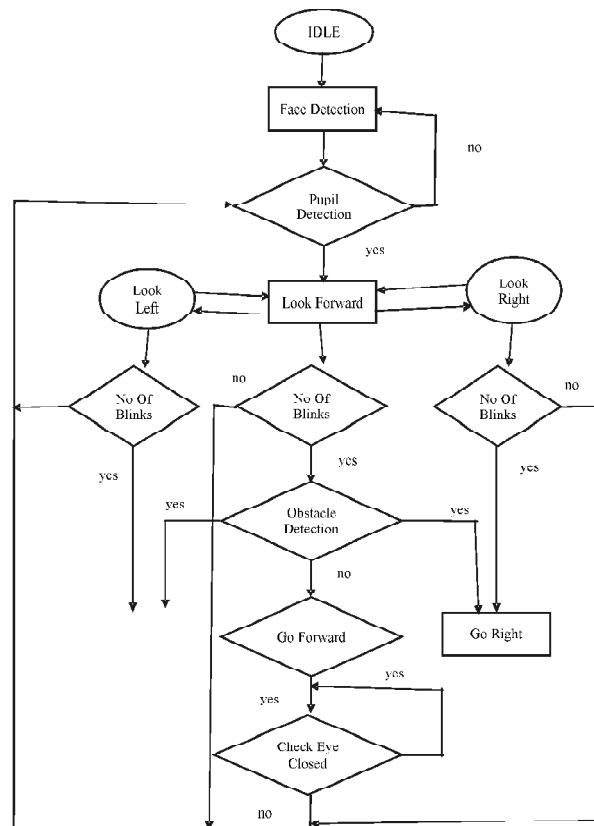 IDLE
Face Detection
no
Pupil
Detection
yes
Look
Left
Look Forward
Look
Right
No Of
Blinks
no
No Of
Blinks
No Of
Blinks
no
yes
yes
yes
yes
Obstacle
Detection
yes
no
Go Forward
Go Right
yes
yes
Check Eye
Closed
no